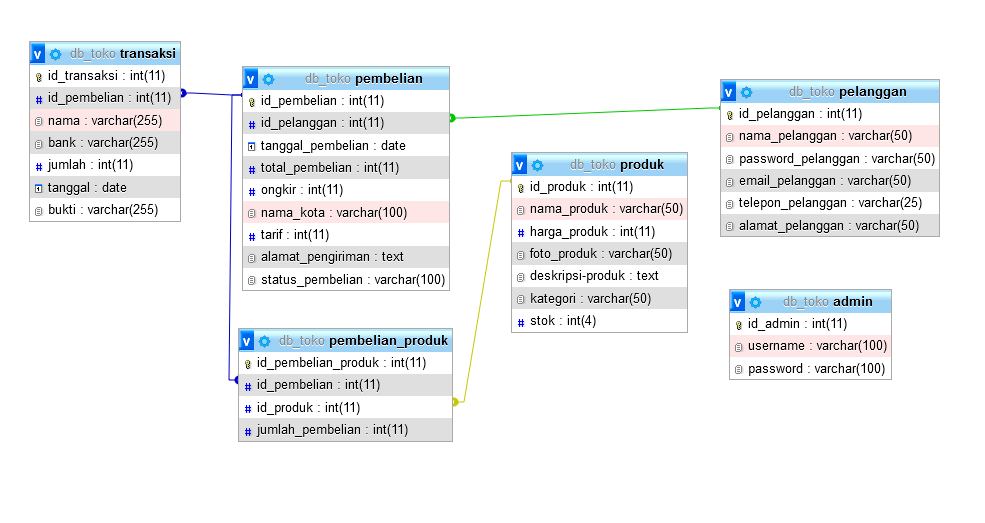 db_toko transaksi
id_transaksi : int(11)
id_pembelian : int(11)
nama : varchar(255)
bank : varchar(255)
jumlah : int(11)
tanggal : date
bukti : varchar(255)
db_toko pembelian
id_pembelian : int(11)
id_pelanggan : int(11)
tanggal_pembelian : date
total_pembelian : int(11)
ongkir : int(11)
nama_kota : varchar(100)
tarif : int(11)
alamat_pengiriman : text
status_pembelian : varchar(100)
db_toko pembelian_produk
id_pembelian_produk : int(11)
id_pembelian : int(11)
id_produk : int(11)
jumlah_pembelian : int(11)
db_toko produk
id_produk : int(11)
nama_produk : varchar(50)
harga_produk : int(11)
foto_produk : varchar(50)
deskripsi-produk : text
kategori : varchar(50)
stok : int(4)
db_toko pelanggan
id_pelanggan : int(11)
nama_pelanggan : varchar(50)
password_pelanggan : varchar(50)
email_pelanggan : varchar(50)
telepon_pelanggan : varchar(25)
alamat_pelanggan : varchar(50)
db_toko admin
id_admin : int(11)
username : varchar(100)
password : varchar(100)